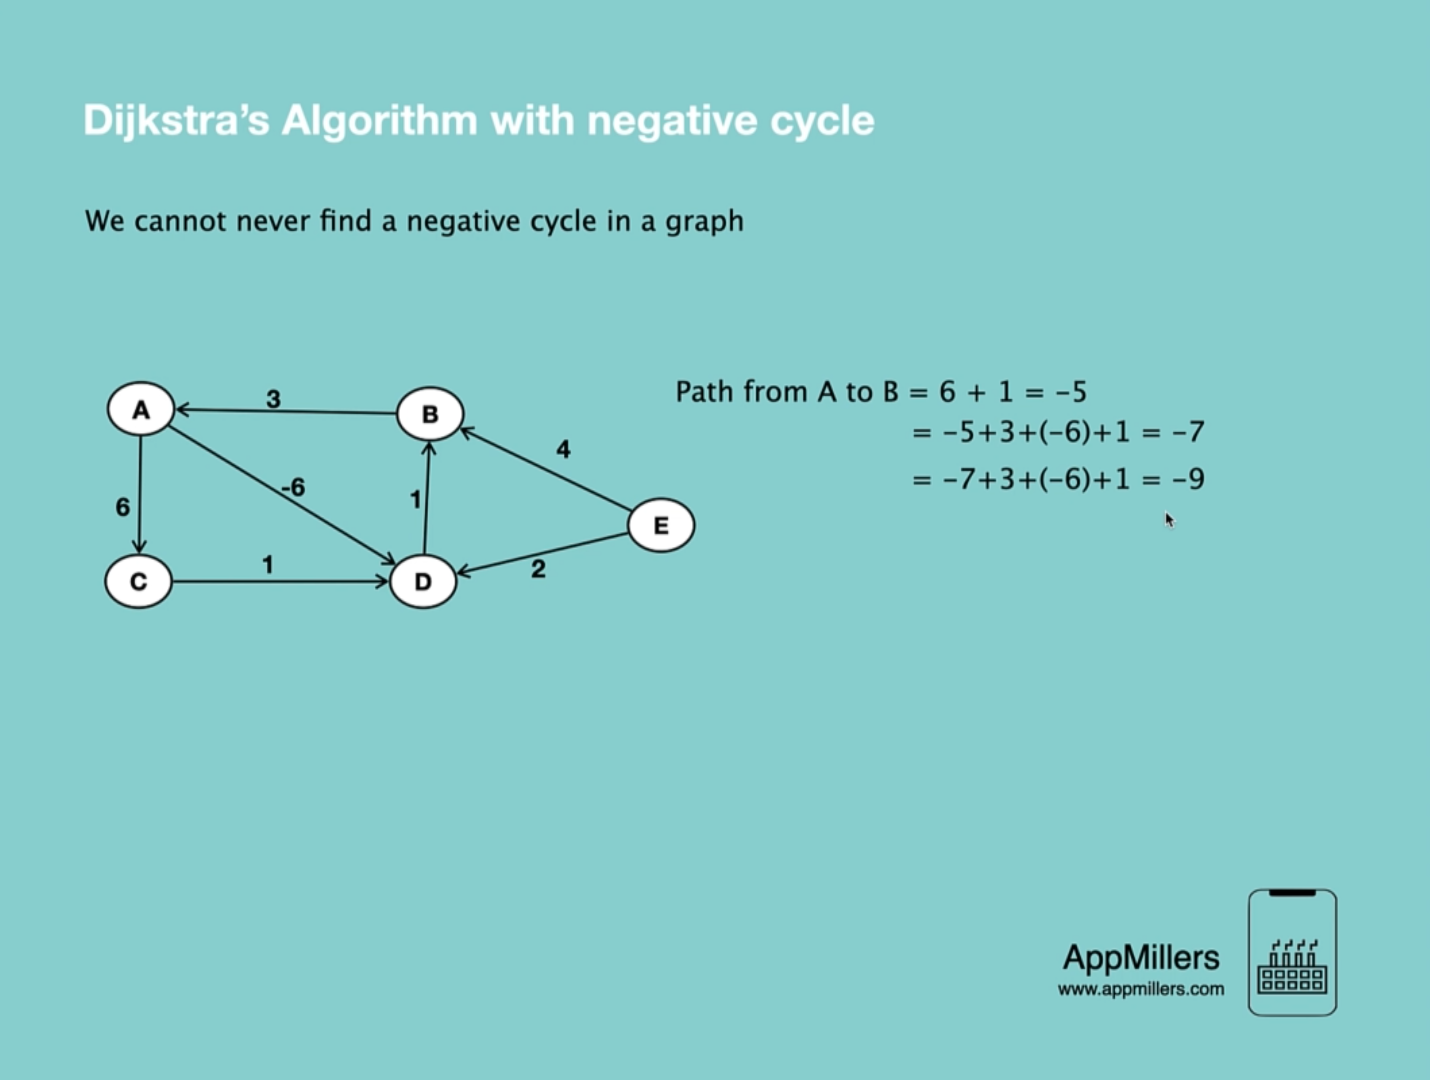 Dijkstra's Algorithm with negative cycle
We cannot never find a negative cycle in a graph
Path from A to B = 6 + 1 = -5
= -5+3+(-6)+1 = -7
= -7+3+(-6)+1 = -9
A
3
B
4
6
-6
1
E
C
1
D
2
AppMillers
www.appmillers.com